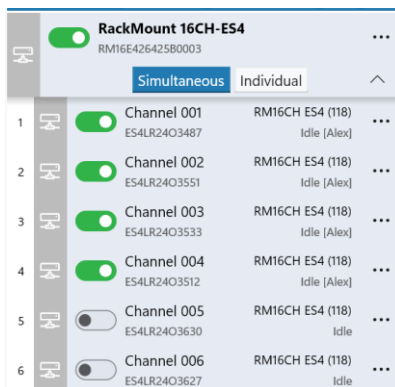 RackMount 16CH-ES4
RM16E426425B0003
Simultaneous Individual
1 Channel 001 RM16CH ES4 (118)
ES4LR24O3487 Idle [Alex]
2 Channel 002 RM16CH ES4 (118)
ES4LR24O3551 Idle [Alex]
3 Channel 003 RM16CH ES4 (118)
ES4LR24O3533 Idle [Alex]
4 Channel 004 RM16CH ES4 (118)
ES4LR24O3512 Idle [Alex]
5 Channel 005 RM16CH ES4 (118)
ES4LR24O3630 Idle
6 Channel 006 RM16CH ES4 (118)
ES4LR24O3627 Idle